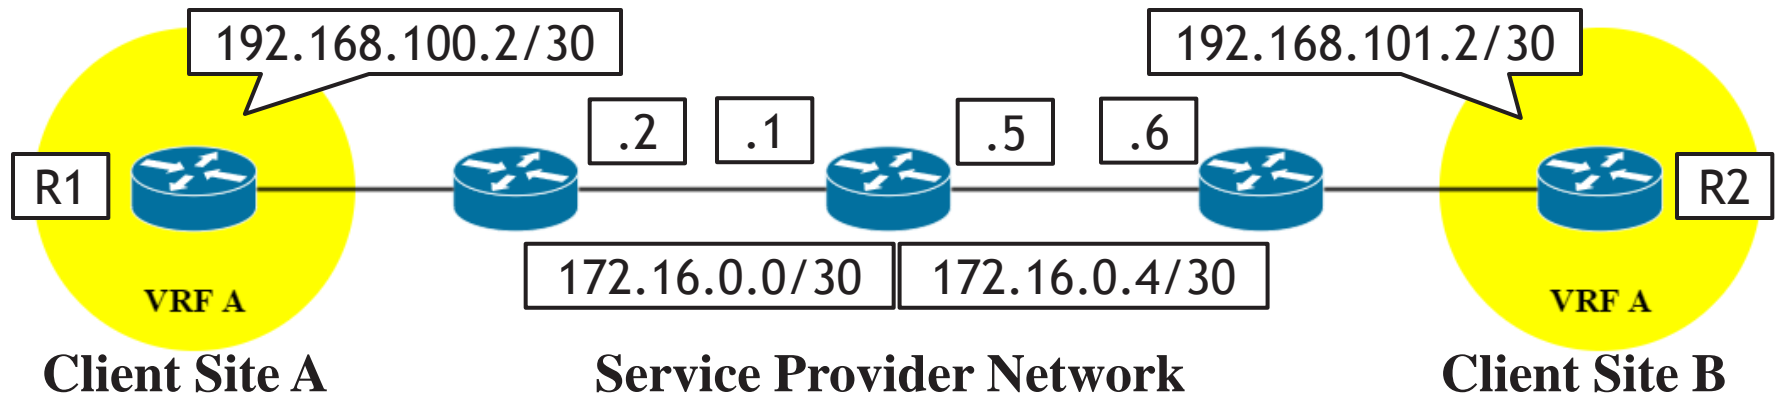 192.168.100.2/30
192.168.101.2/30
.2
.1
.5
.6
R1
R2
172.16.0.0/30
172.16.0.4/30
VRF A
VRF A
Client Site A
Service Provider Network
Client Site B